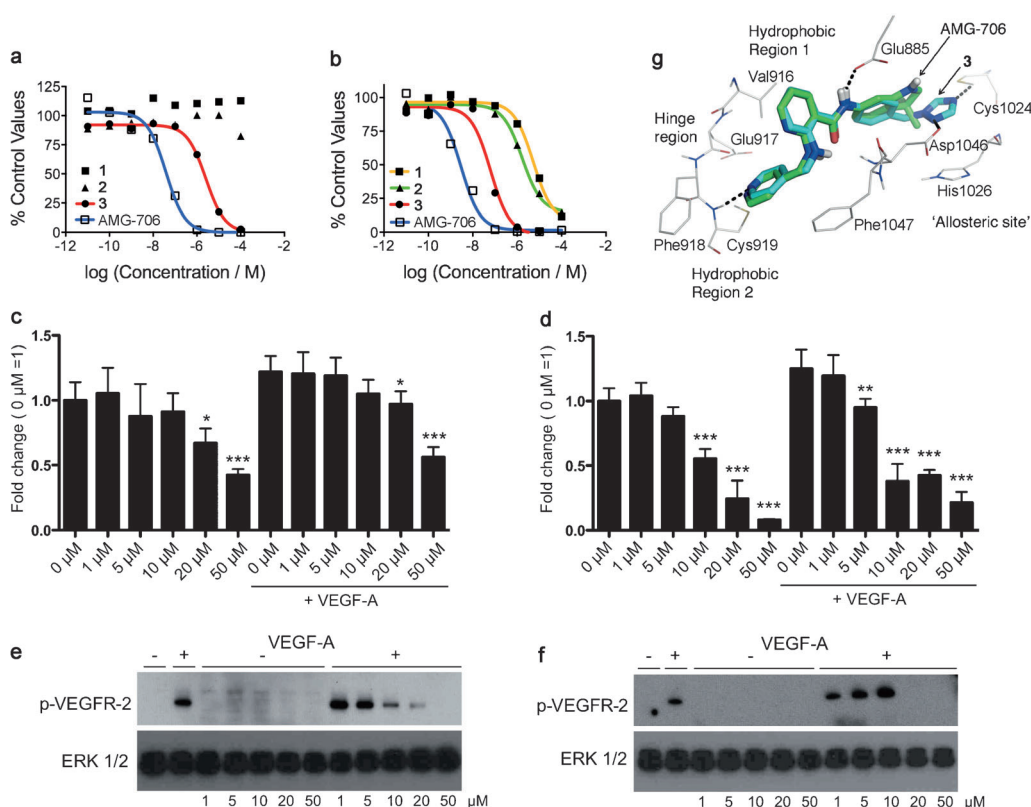 a
% Control Values
125
100
75
50
25
0
1
2
3
AMG-706
-12 -10 -8 -6 -4 -2
log (Concentration / M)
b
% Control Values
100
75
50
25
0
1
2
3
AMG-706
-12 -10 -8 -6 -4 -2
log (Concentration / M)
g
Hydrophobic
Region 1
Glu885
AMG-706
3
Val916
Cys1024
Hinge
region
Glu917
Asp1046
His1026
Phe1047
'Allosteric site'
Phe918
Cys919
Hydrophobic
Region 2
c
Fold change ( 0 µM =1)
1.5
1.0
0.5
0.0
* *** * ***
0 µM 1 µM 5 µM 10 µM 20 µM 50 µM 0 µM 1 µM 5 µM 10 µM 20 µM 50 µM
+ VEGF-A
d
Fold change ( 0 µM =1)
1.5
1.0
0.5
0.0
*** *** *** ** *** *** ***
0 µM 1 µM 5 µM 10 µM 20 µM 50 µM 0 µM 1 µM 5 µM 10 µM 20 µM 50 µM
+ VEGF-A
e
VEGF-A
- + - +
p-VEGFR-2
ERK 1/2
1 5 10 20 50 1 5 10 20 50 µM
f
VEGF-A
- + - +
p-VEGFR-2
ERK 1/2
1 5 10 20 50 1 5 10 20 50 µM